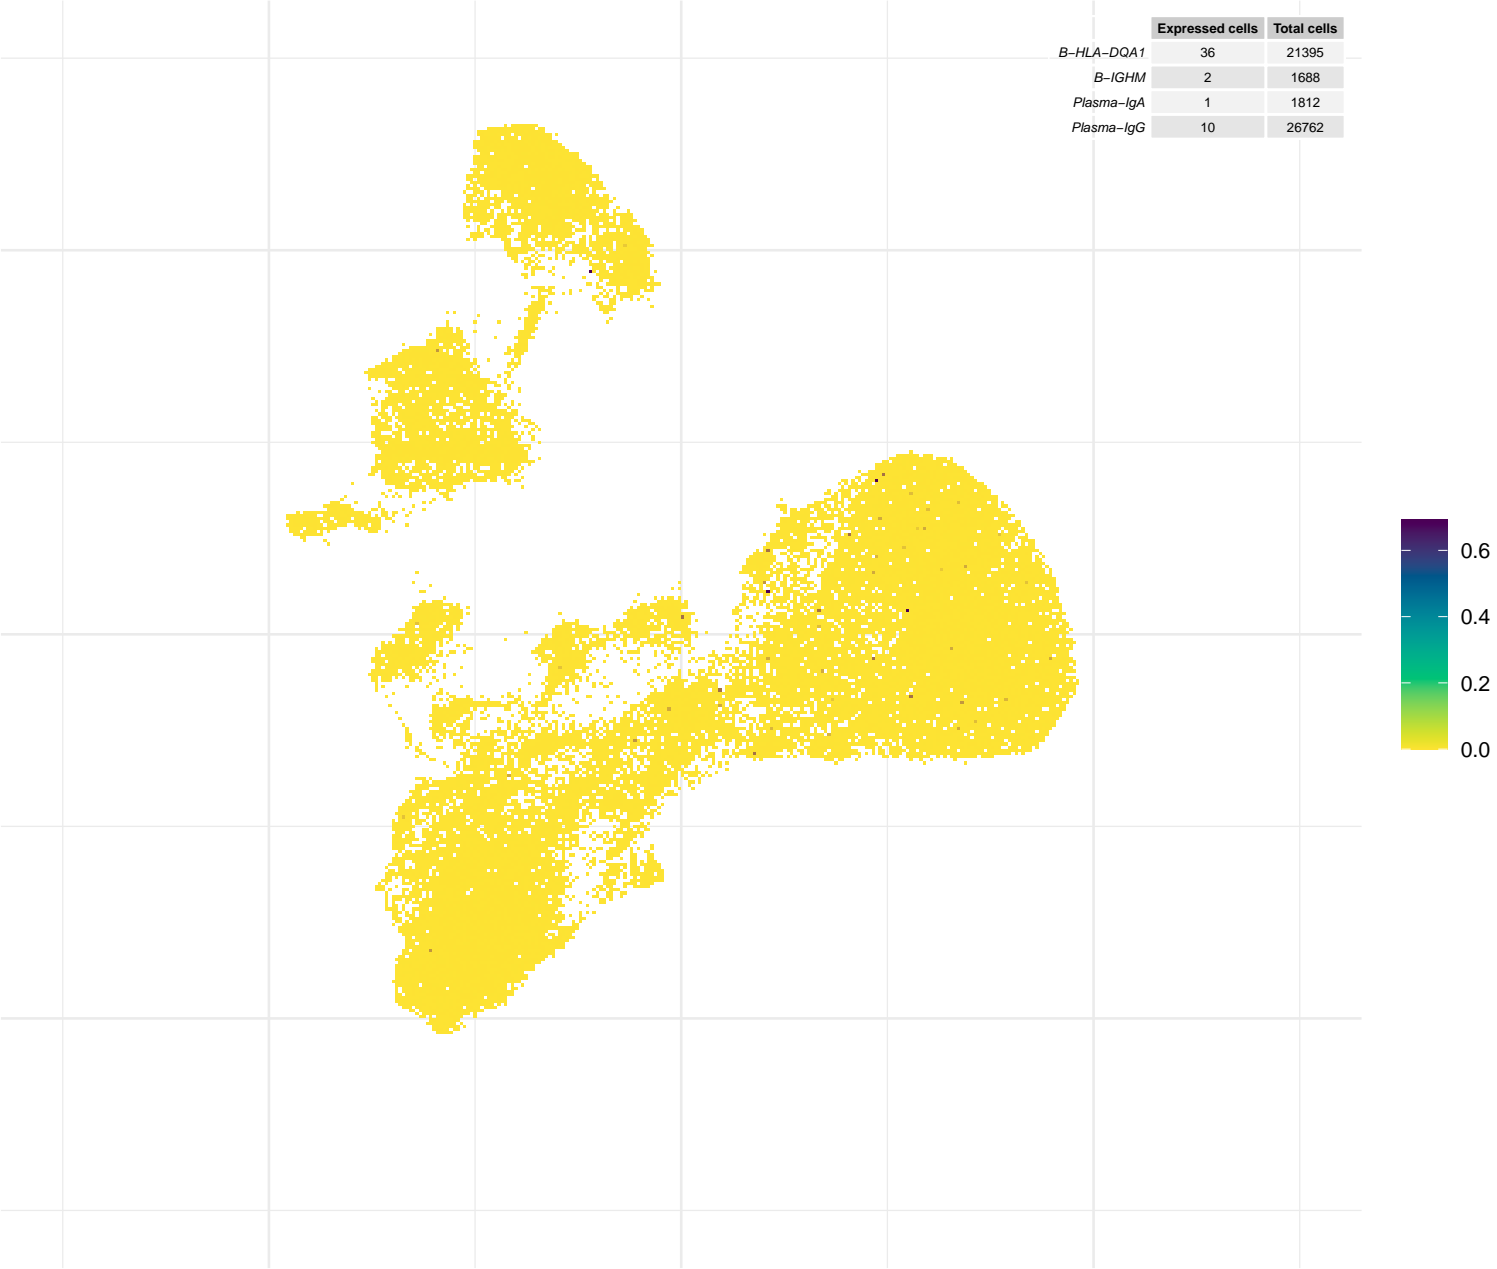 Expressed cells Total cells
B−HLA−DQA1 36 21395
B−IGHM 2 1688
Plasma−IgA 1 1812
Plasma−IgG 10 26762
0.6
0.4
0.2
0.0